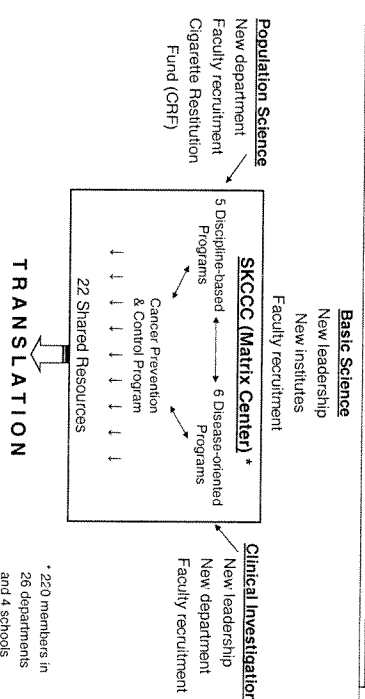 Basic Science
New leadership
New institutes
Faculty recruitment
Population Science
New department
Faculty recruitment
Cigarette Restitution
Fund (CRF)
SKCCC (Matrix Center) *
5 Discipline-based
Programs
6 Disease-oriented
Programs
Cancer Prevention
& Control Program
22 Shared Resources
Clinical Investigation
New leadership
New department
Faculty recruitment
TRANSLATION
* 220 members in
26 departments
and 4 schools